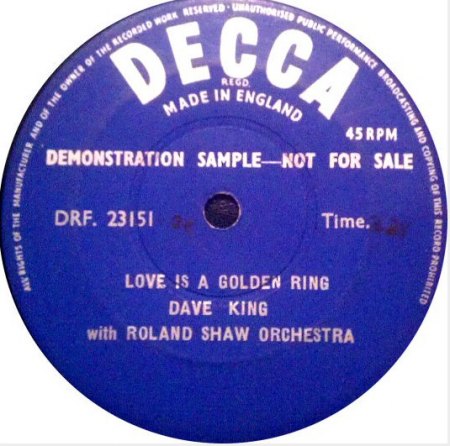 ALL RIGHTS OF THE MANUFACTURER AND OF THE OWNER OF THE RECORDED WORK RESERVED · UNAUTHORISED PUBLIC PERFORMANCE BROADCASTING AND COPYING OF THIS RECORD PROHIBITED
DECCA
REGD.
MADE IN ENGLAND
45 RPM
DEMONSTRATION SAMPLE—NOT FOR SALE
DRF. 23151 Time.
LOVE IS A GOLDEN RING
DAVE KING
with ROLAND SHAW ORCHESTRA